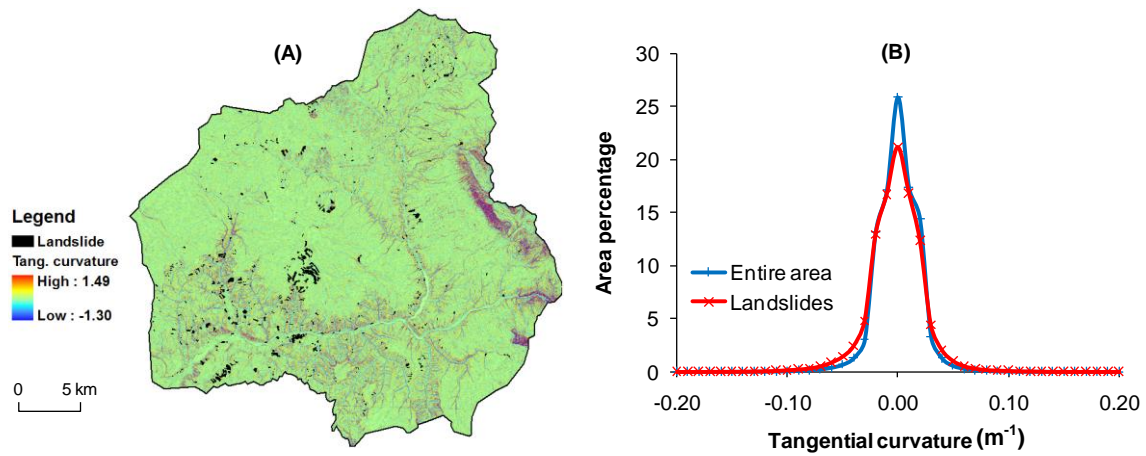 (A)
Legend
Landslide
Tang. curvature
High : 1.49
Low : -1.30
0 5 km
(B)
30
25
20
15
10
5
0
Area percentage
Entire area
Landslides
-0.20 -0.10 0.00 0.10 0.20
Tangential curvature (m⁻¹)